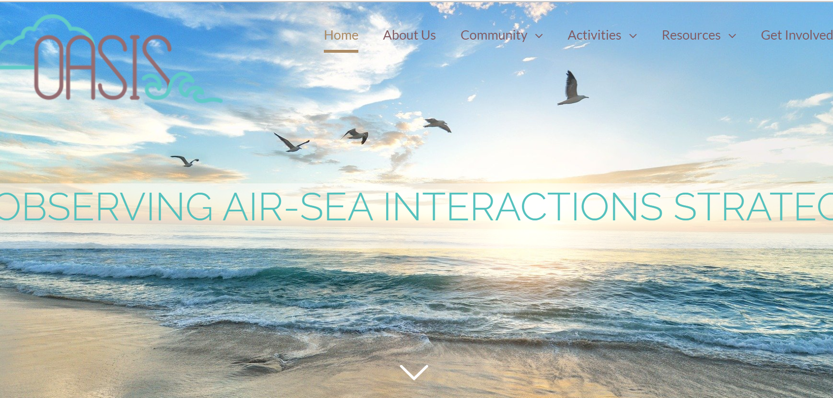 OASIS
Home About Us Community Activities Resources Get Involved
OBSERVING AIR-SEA INTERACTIONS STRATEG